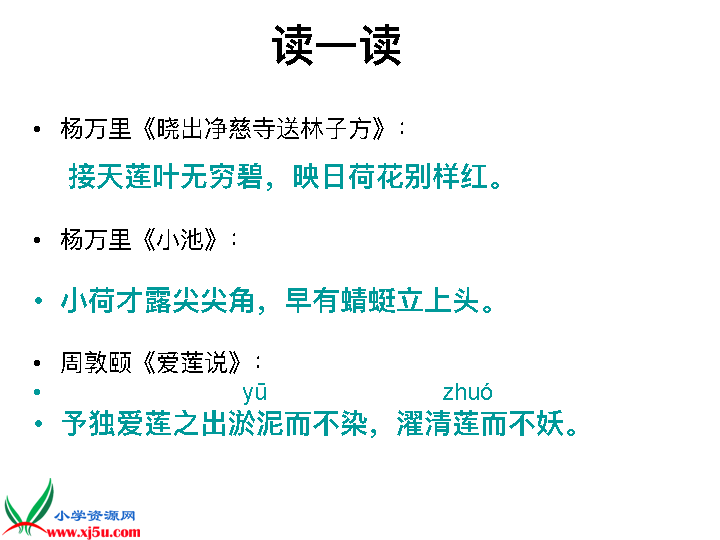 读一读
• 杨万里《晓出净慈寺送林子方》:
接天莲叶无穷碧，映日荷花别样红。
• 杨万里《小池》:
• 小荷才露尖尖角，早有蜻蜓立上头。
• 周敦颐《爱莲说》:
• yū zhuó
• 予独爱莲之出淤泥而不染，濯清莲而不妖。
小学资源网
www.xj5u.com